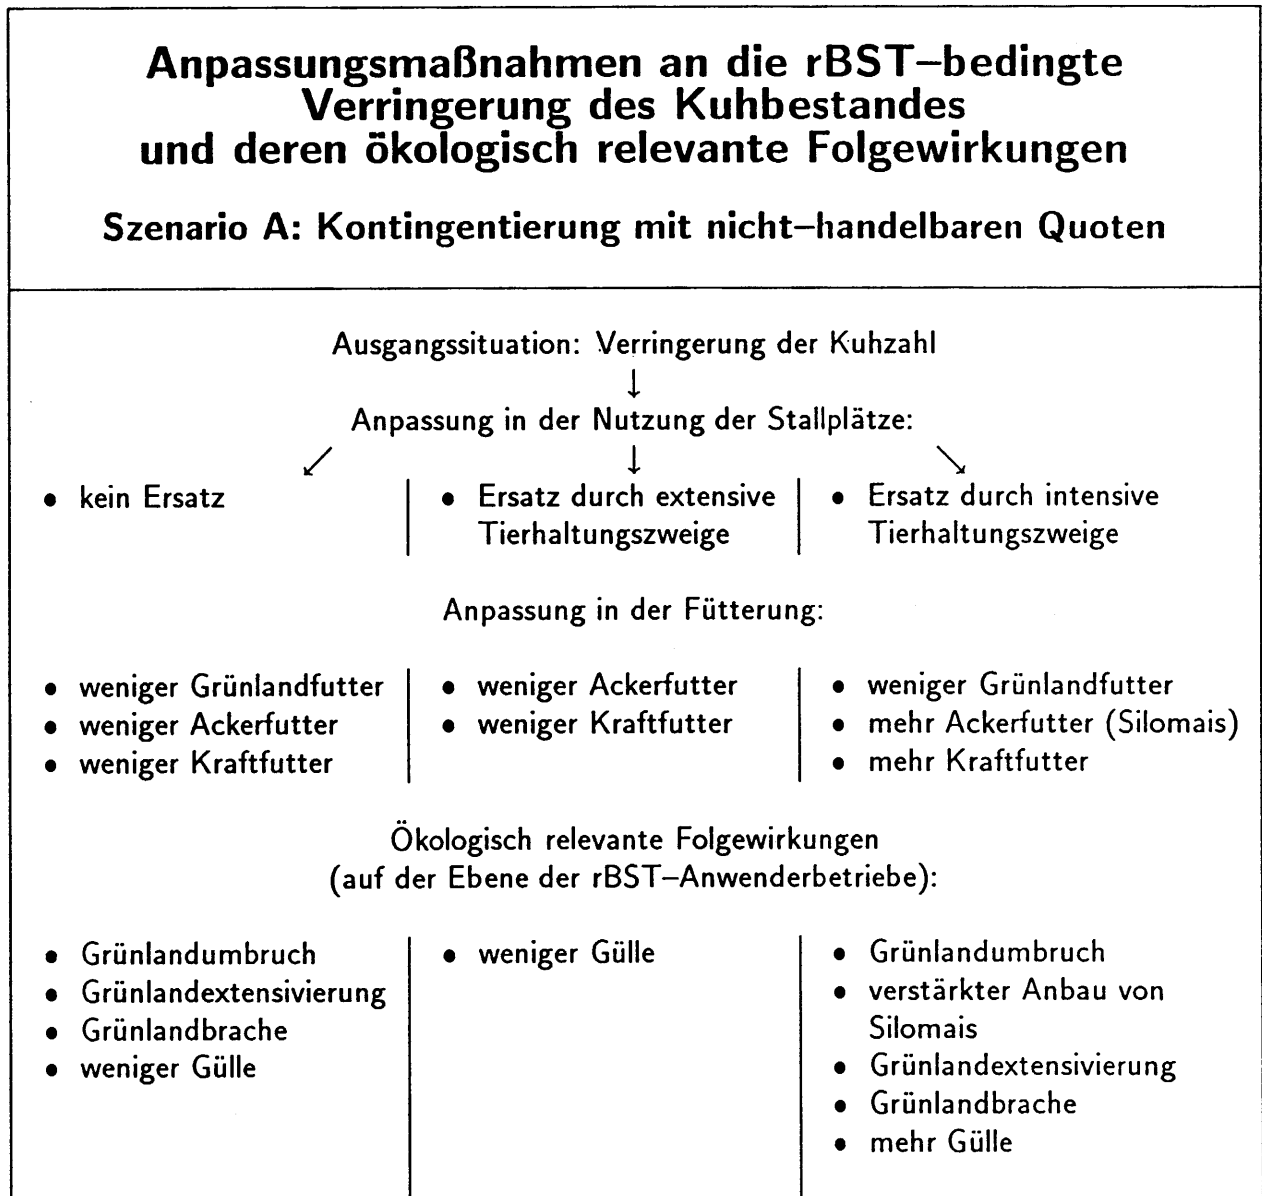 Anpassungsmaßnahmen an die rBST–bedingte
Verringerung des Kuhbestandes
und deren ökologisch relevante Folgewirkungen
Szenario A: Kontingentierung mit nicht–handelbaren Quoten
Ausgangssituation: Verringerung der Kuhzahl
↓
Anpassung in der Nutzung der Stallplätze:
↙ ↓ ↘
• kein Ersatz
• Ersatz durch extensive
Tierhaltungszweige
• Ersatz durch intensive
Tierhaltungszweige
Anpassung in der Fütterung:
• weniger Grünlandfutter
• weniger Ackerfutter
• weniger Kraftfutter
• weniger Ackerfutter
• weniger Kraftfutter
• weniger Grünlandfutter
• mehr Ackerfutter (Silomais)
• mehr Kraftfutter
Ökologisch relevante Folgewirkungen
(auf der Ebene der rBST–Anwenderbetriebe):
• Grünlandumbruch
• Grünlandextensivierung
• Grünlandbrache
• weniger Gülle
• weniger Gülle
• Grünlandumbruch
• verstärkter Anbau von
Silomais
• Grünlandextensivierung
• Grünlandbrache
• mehr Gülle